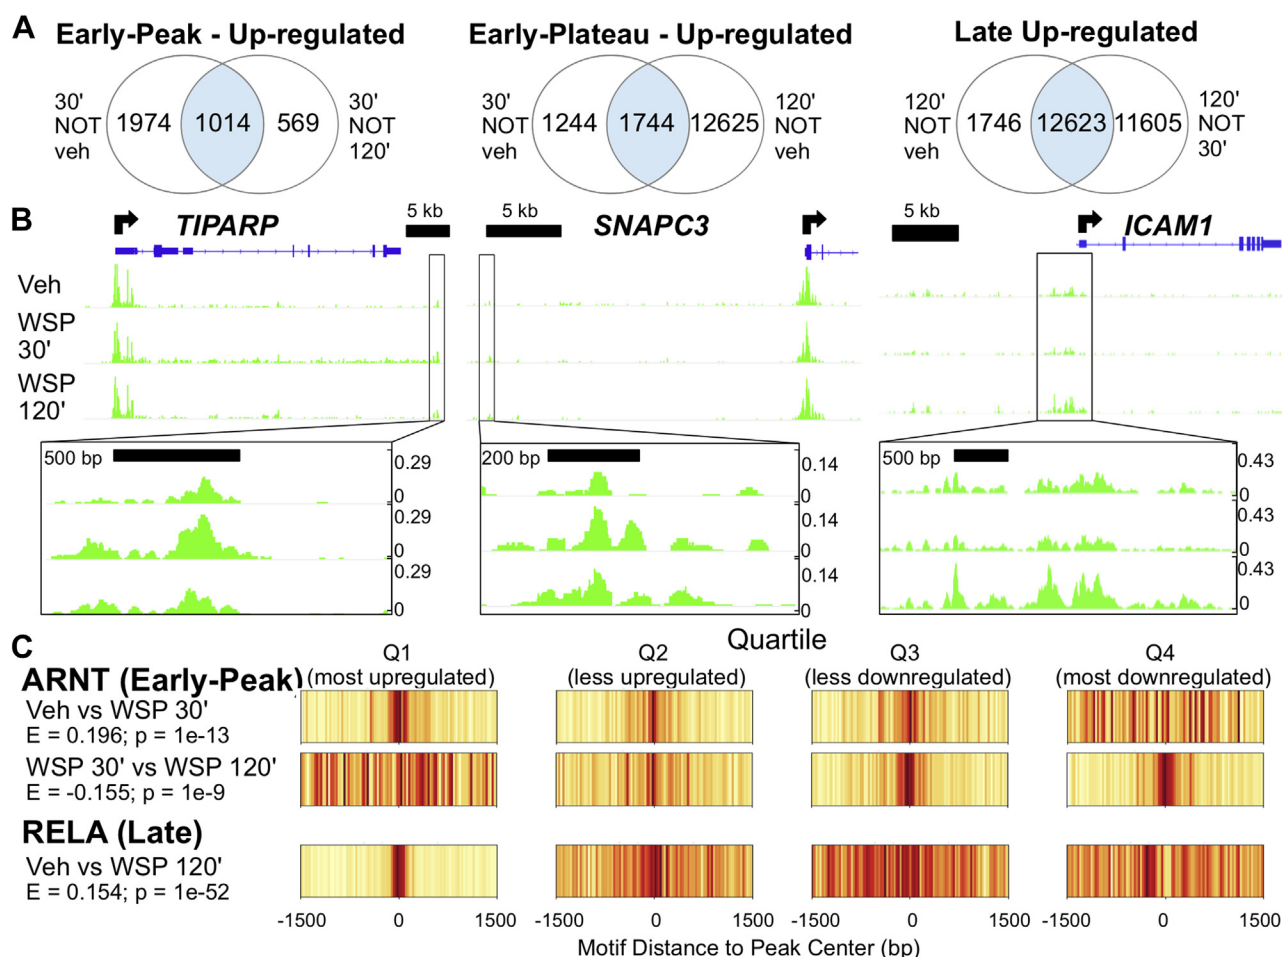 A
Early-Peak - Up-regulated
Early-Plateau - Up-regulated
Late Up-regulated
30'
NOT
veh
1974
1014
569
30'
NOT
120'
30'
NOT
veh
1244
1744
12625
120'
NOT
veh
120'
NOT
veh
1746
12623
11605
120'
NOT
30'
B
TIPARP
5 kb
5 kb
SNAPC3
5 kb
ICAM1
Veh
WSP
30'
WSP
120'
500 bp
0.29
0
0.29
0
0.29
0
200 bp
0.14
0
0.14
0
0.14
0
500 bp
0.43
0
0.43
0
0.43
0
C
Quartile
Q1
(most upregulated)
Q2
(less upregulated)
Q3
(less downregulated)
Q4
(most downregulated)
ARNT (Early-Peak)
Veh vs WSP 30'
E = 0.196; p = 1e-13
WSP 30' vs WSP 120'
E = -0.155; p = 1e-9
RELA (Late)
Veh vs WSP 120'
E = 0.154; p = 1e-52
-1500 0 1500
-1500 0 1500
-1500 0 1500
-1500 0 1500
Motif Distance to Peak Center (bp)